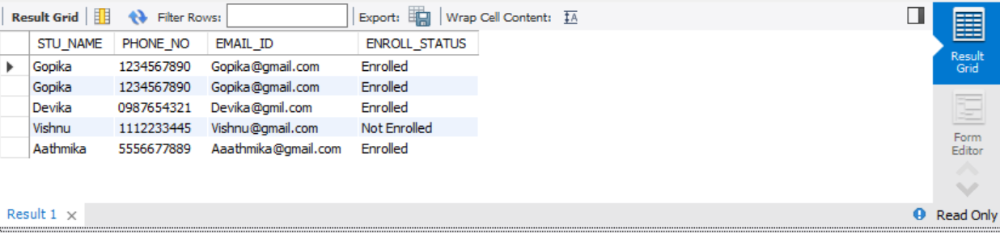 Result Grid Filter Rows: Export: Wrap Cell Content: IA
STU_NAME PHONE_NO EMAIL_ID ENROLL_STATUS
Gopika 1234567890 Gopika@gmail.com Enrolled
Gopika 1234567890 Gopika@gmail.com Enrolled
Devika 0987654321 Devika@gmil.com Enrolled
Vishnu 1112233445 Vishnu@gmail.com Not Enrolled
Aathmika 5556677889 Aaathmika@gmail.com Enrolled
Result
Grid
Form
Editor
Result 1 × Read Only